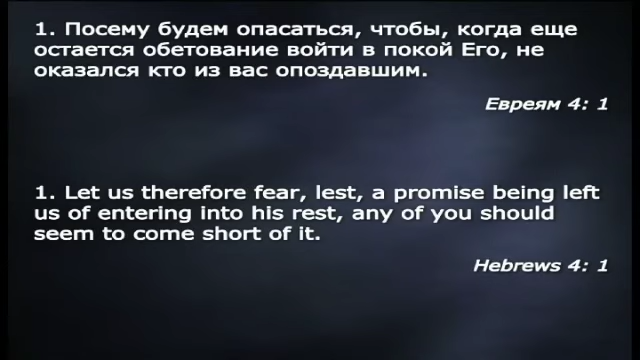 1. Посему будем опасаться, чтобы, когда еще
остается обетование войти в покой Его, не
оказался кто из вас опоздавшим.
Евреям 4: 1
1. Let us therefore fear, lest, a promise being left
us of entering into his rest, any of you should
seem to come short of it.
Hebrews 4: 1